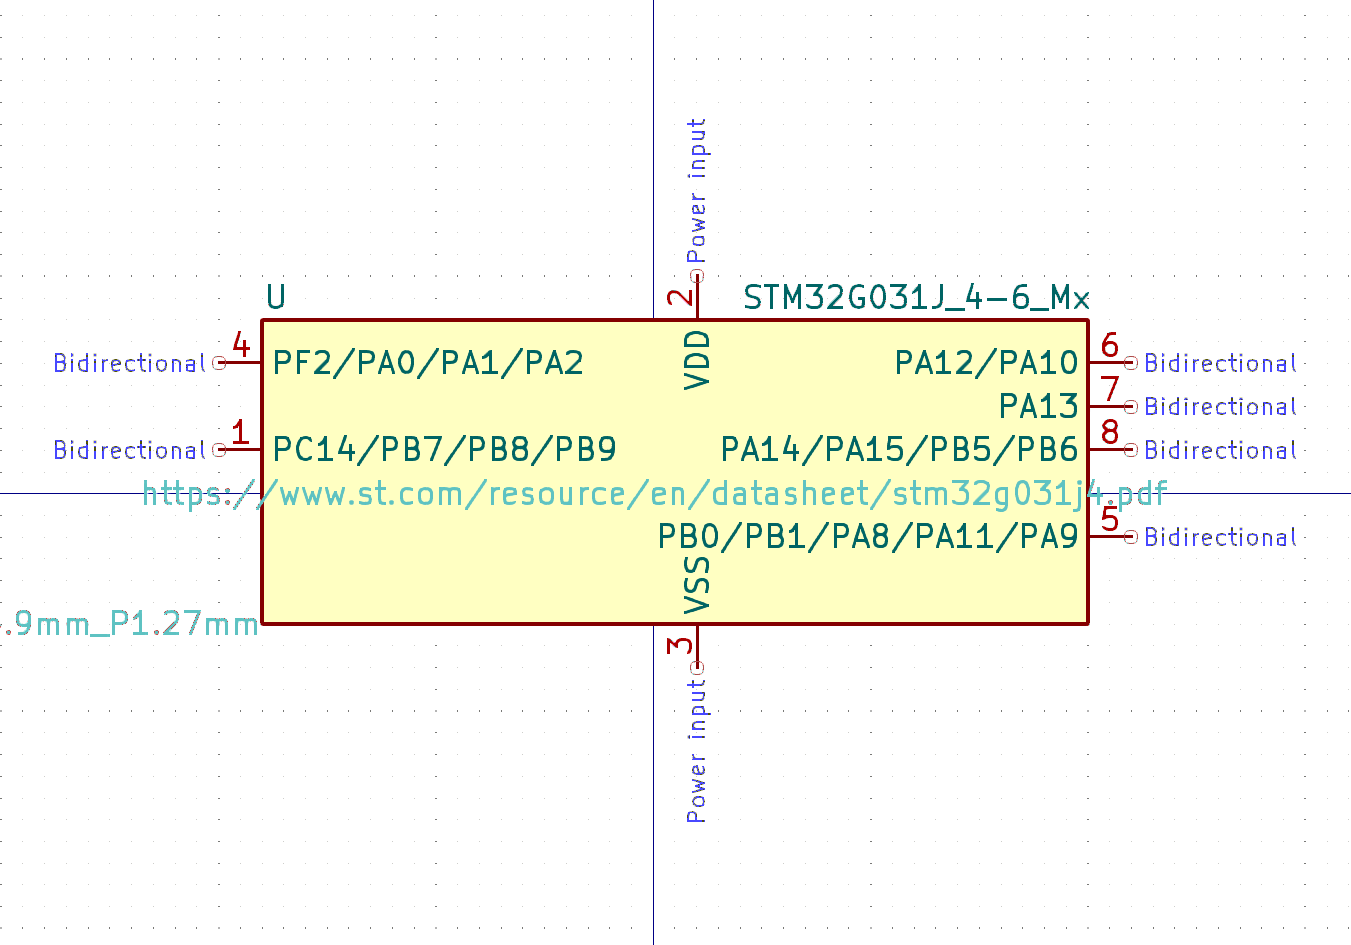 Power input
2
U
STM32G031J_4-6_Mx
VDD
Bidirectional 4 PF2/PA0/PA1/PA2
PA12/PA10 6 Bidirectional
PA13 7 Bidirectional
Bidirectional 1 PC14/PB7/PB8/PB9
PA14/PA15/PB5/PB6 8 Bidirectional
https://www.st.com/resource/en/datasheet/stm32g031j4.pdf
PB0/PB1/PA8/PA11/PA9 5 Bidirectional
VSS
.9mm_P1.27mm
3
Power input